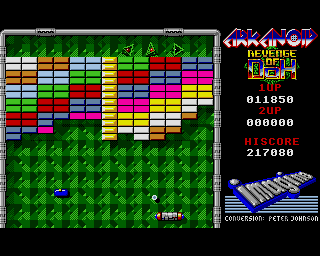 ARKANOID
REVENGE
OF
DOH
1UP
011850
2UP
000000
HISCORE
217080
CONVERSION: PETER JOHNSON